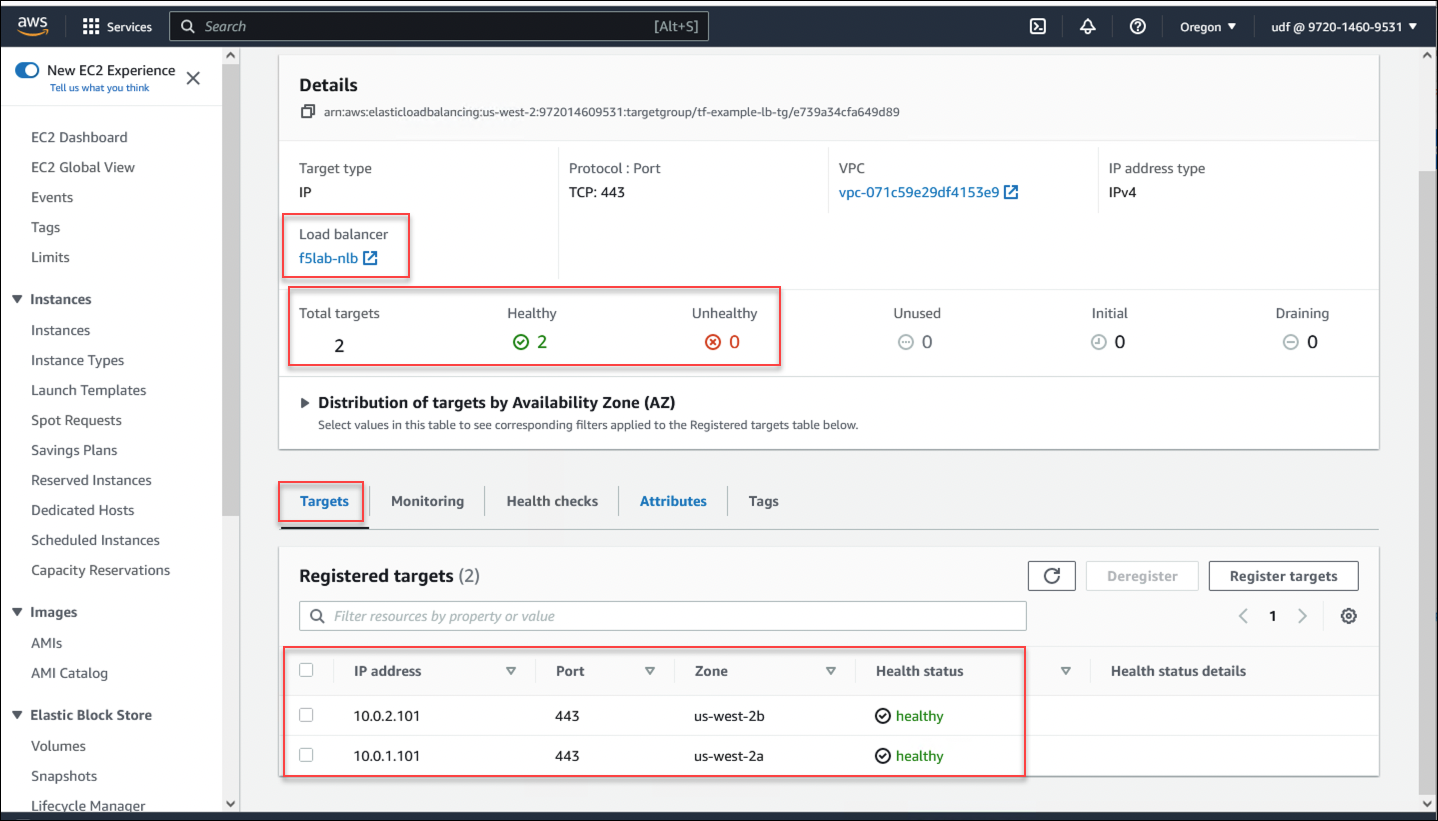 aws
Services
Search
[Alt+S]
Oregon
udf @ 9720-1460-9531
New EC2 Experience
Tell us what you think
EC2 Dashboard
EC2 Global View
Events
Tags
Limits
Instances
Instances
Instance Types
Launch Templates
Spot Requests
Savings Plans
Reserved Instances
Dedicated Hosts
Scheduled Instances
Capacity Reservations
Images
AMIs
AMI Catalog
Elastic Block Store
Volumes
Snapshots
Lifecycle Manager
Details
arn:aws:elasticloadbalancing:us-west-2:972014609531:targetgroup/tf-example-lb-tg/e739a34cfa649d89
Target type
IP
Protocol : Port
TCP: 443
VPC
vpc-071c59e29df4153e9
IP address type
IPv4
Load balancer
f5lab-nlb
Total targets
2
Healthy
2
Unhealthy
0
Unused
0
Initial
0
Draining
0
Distribution of targets by Availability Zone (AZ)
Select values in this table to see corresponding filters applied to the Registered targets table below.
Targets
Monitoring
Health checks
Attributes
Tags
Registered targets (2)
Deregister
Register targets
Filter resources by property or value
1
IP address Port Zone Health status Health status details
10.0.2.101 443 us-west-2b healthy
10.0.1.101 443 us-west-2a healthy